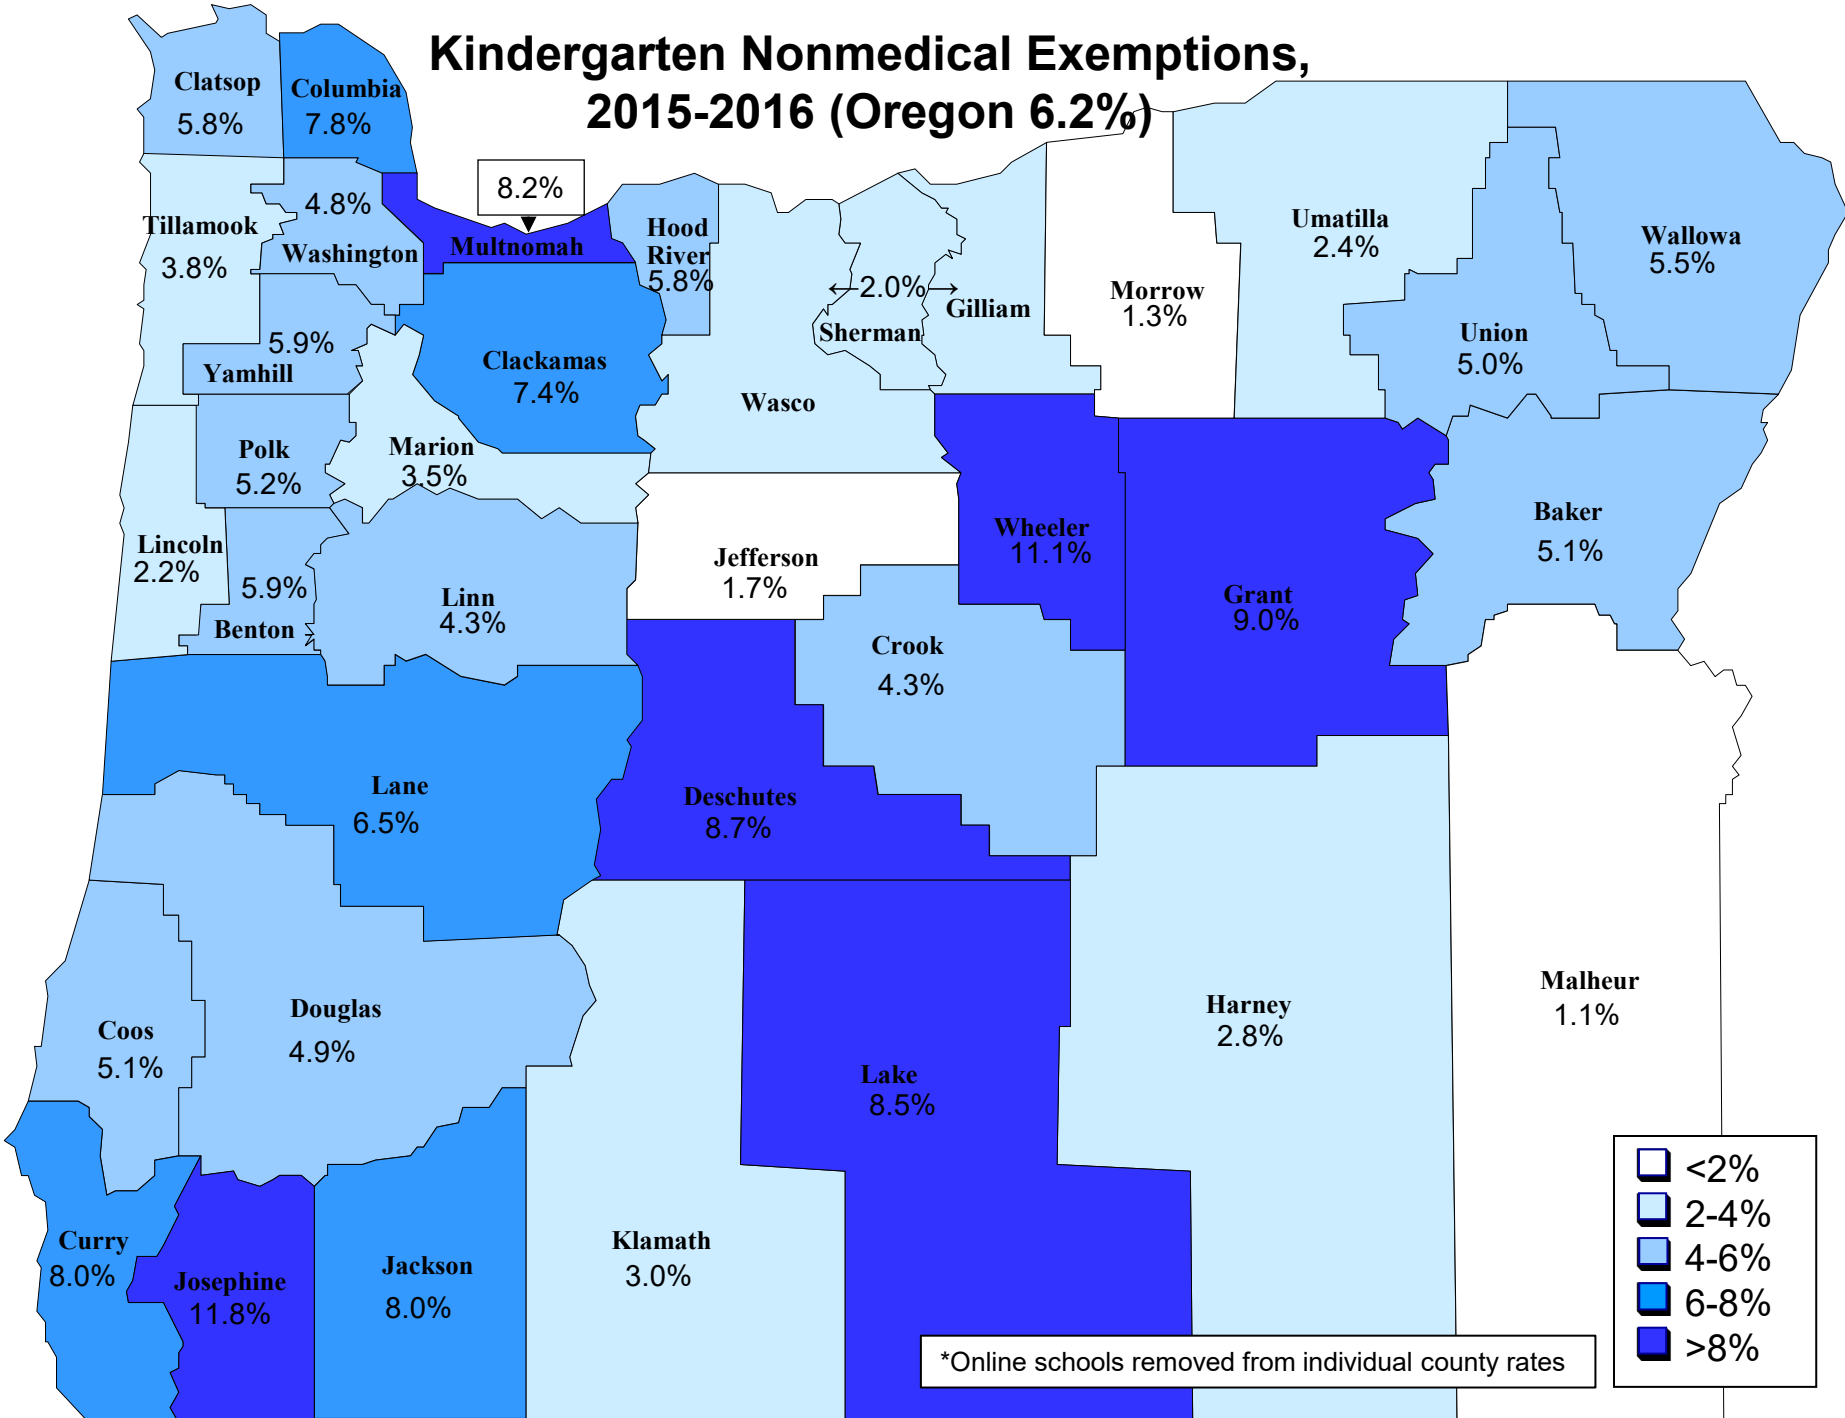 Kindergarten Nonmedical Exemptions,
2015-2016 (Oregon 6.2%)
Clatsop
5.8%
Columbia
7.8%
Tillamook
3.8%
4.8%
Washington
8.2%
Multnomah
Hood
River
5.8%
←2.0%→
Sherman
Gilliam
Morrow
1.3%
Umatilla
2.4%
Wallowa
5.5%
Union
5.0%
5.9%
Yamhill
Clackamas
7.4%
Wasco
Polk
5.2%
Marion
3.5%
Lincoln
2.2%
5.9%
Benton
Linn
4.3%
Jefferson
1.7%
Wheeler
11.1%
Grant
9.0%
Baker
5.1%
Crook
4.3%
Lane
6.5%
Deschutes
8.7%
Coos
5.1%
Douglas
4.9%
Lake
8.5%
Harney
2.8%
Malheur
1.1%
Curry
8.0%
Josephine
11.8%
Jackson
8.0%
Klamath
3.0%
<2%
2-4%
4-6%
6-8%
>8%
*Online schools removed from individual county rates